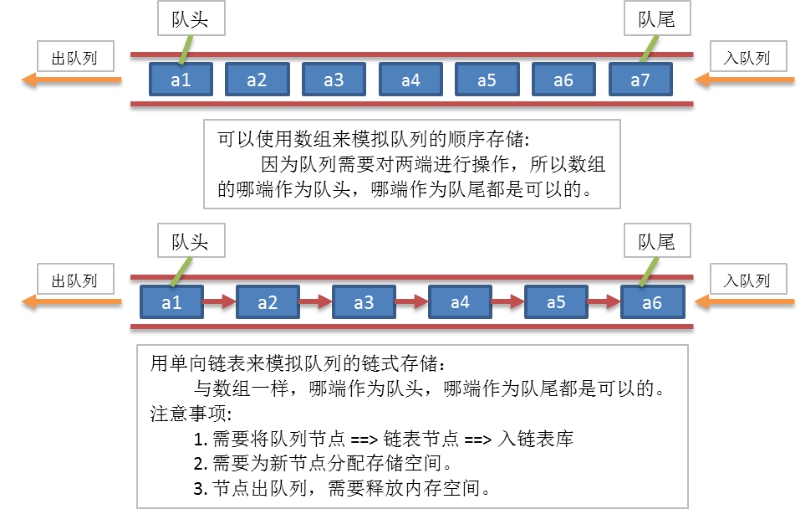 队头
队尾
出队列
入队列
a1 a2 a3 a4 a5 a6 a7
可以使用数组来模拟队列的顺序存储:
因为队列需要对两端进行操作，所以数组
的哪端作为队头，哪端作为队尾都是可以的。
队头
队尾
出队列
入队列
a1 a2 a3 a4 a5 a6
用单向链表来模拟队列的链式存储：
与数组一样，哪端作为队头，哪端作为队尾都是可以的。
注意事项:
1. 需要将队列节点 ==> 链表节点 ==> 入链表库
2. 需要为新节点分配存储空间。
3. 节点出队列，需要释放内存空间。